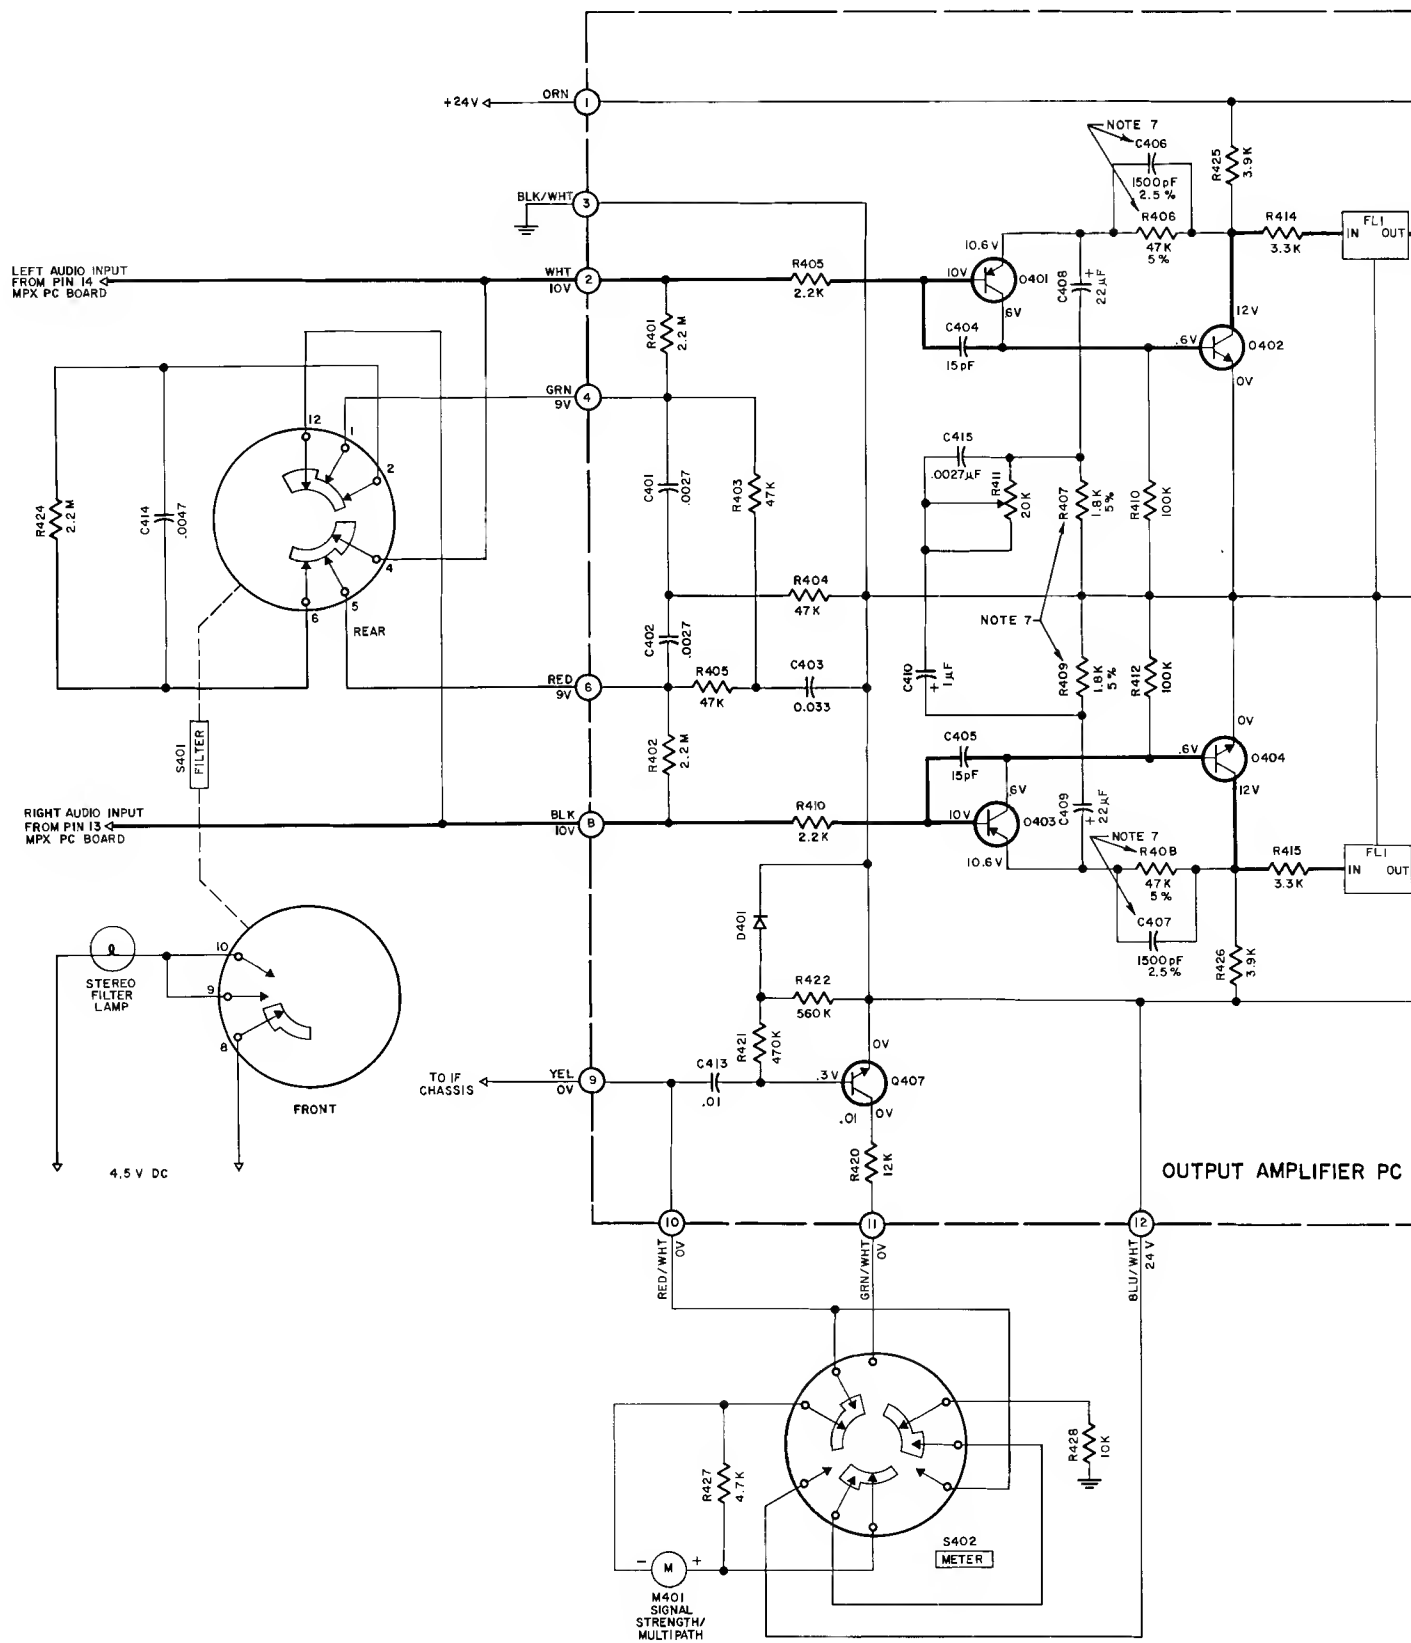 +24V
ORN
1
BLK/WHT
3
LEFT AUDIO INPUT
FROM PIN 14
MPX PC BOARD
WHT
10V
2
R405
2.2K
R401
2.2 M
C404
15pF
10.6V
10V
O401
.6V
C408
22µF
NOTE 7
C406
1500pF
2.5%
R406
47K
5%
R425
3.9K
R414
3.3K
FL1
IN
OUT
12V
.6V
O402
0V
GRN
9V
4
12
1
2
4
5
6
REAR
R424
2.2M
C414
.0047
C401
.0027
R403
47K
C415
.0027µF
R411
20K
R407
1.8K
5%
R410
100K
R404
47K
NOTE 7
C402
.0027
RED
9V
6
R405
47K
C403
0.033
C410
+
1µF
R409
1.8K
5%
R412
100K
S401
FILTER
R402
2.2 M
C405
15pF
0V
.6V
O404
12V
RIGHT AUDIO INPUT
FROM PIN 13
MPX PC BOARD
BLK
10V
8
R410
2.2K
.6V
10V
O403
10.6V
C409
22µF
NOTE 7
R408
47K
5%
C407
1500pF
2.5%
R415
3.3K
FL1
IN
OUT
R426
3.9K
D401
R422
560K
R421
470K
STEREO
FILTER
LAMP
10
9
8
FRONT
4.5 V DC
TO IF
CHASSIS
YEL
0V
9
C413
.01
.3V
0V
Q407
0V
.01
R420
12K
OUTPUT AMPLIFIER PC
10
11
12
RED/WHT
0V
GRN/WHT
0V
BLU/WHT
24V
R427
4.7K
R428
10K
S402
METER
−
M
+
M401
SIGNAL
STRENGTH/
MULTIPATH